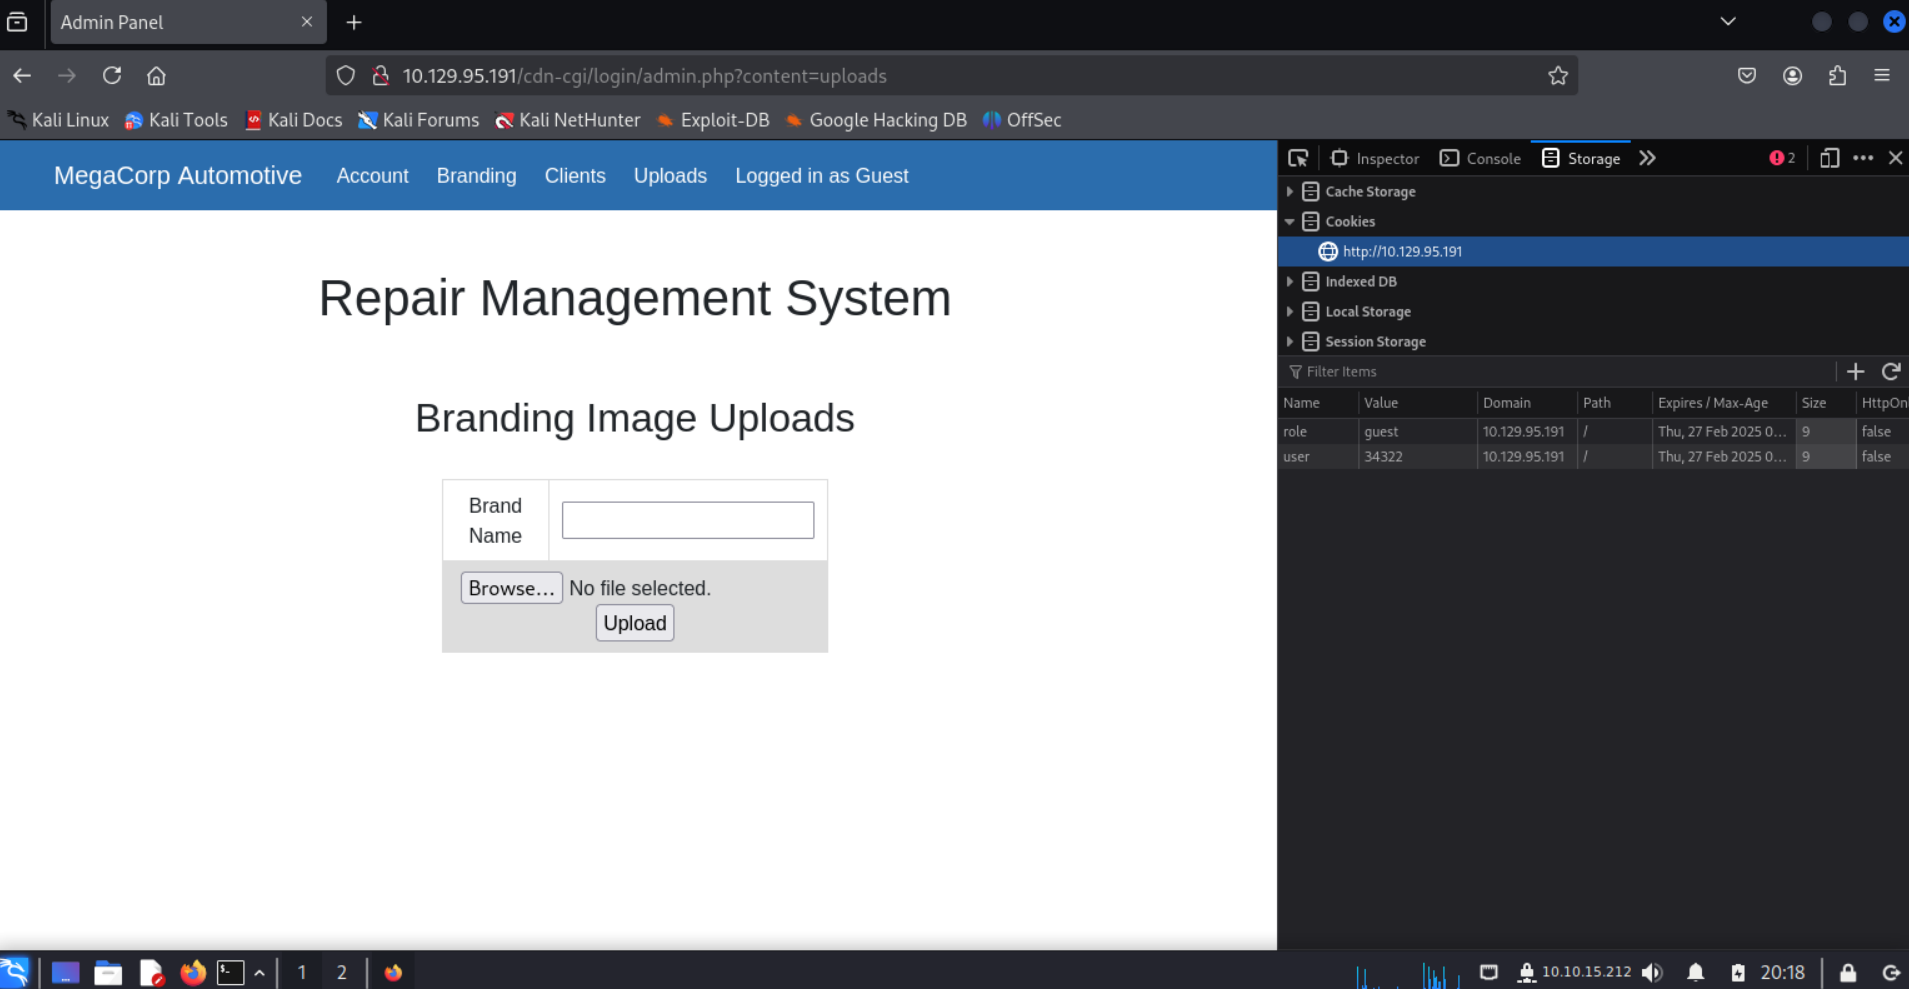 Admin Panel
10.129.95.191/cdn-cgi/login/admin.php?content=uploads
Kali Linux Kali Tools Kali Docs Kali Forums Kali NetHunter Exploit-DB Google Hacking DB OffSec
MegaCorp Automotive Account Branding Clients Uploads Logged in as Guest
Repair Management System
Branding Image Uploads
Brand
Name
Browse... No file selected.
Upload
Inspector Console Storage 2
Cache Storage
Cookies
http://10.129.95.191
Indexed DB
Local Storage
Session Storage
Filter Items
Name Value Domain Path Expires / Max-Age Size HttpOnl
role guest 10.129.95.191 / Thu, 27 Feb 2025 0... 9 false
user 34322 10.129.95.191 / Thu, 27 Feb 2025 0... 9 false
1 2 10.10.15.212 20:18